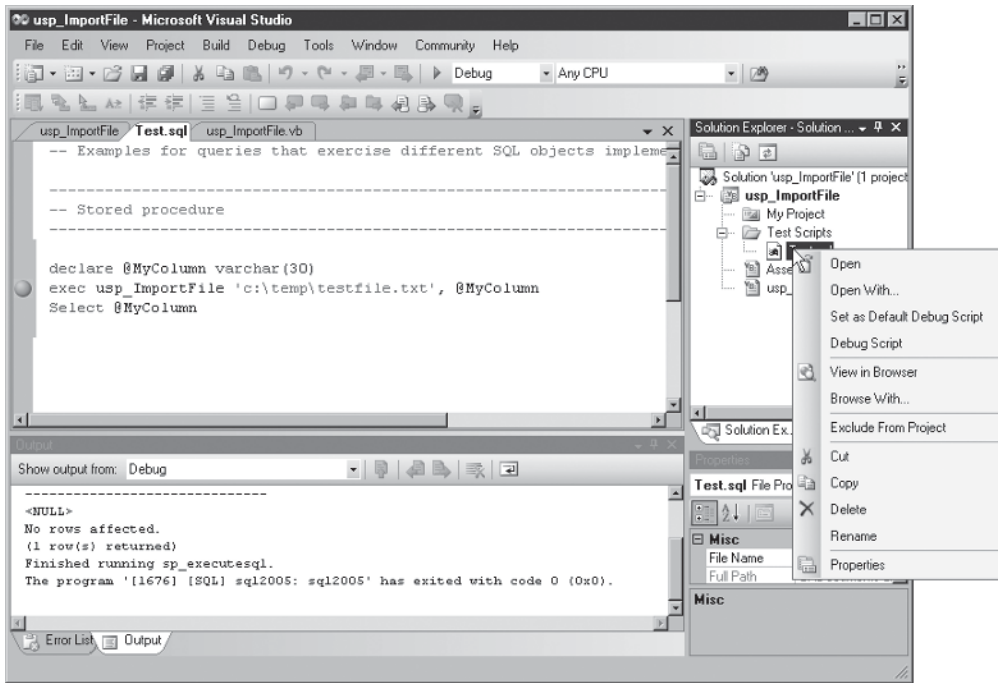 usp_ImportFile - Microsoft Visual Studio
File Edit View Project Build Debug Tools Window Community Help
Debug Any CPU
usp_ImportFile Test.sql usp_ImportFile.vb
-- Examples for queries that exercise different SQL objects impleme
-- Stored procedure
declare @MyColumn varchar(30)
exec usp_ImportFile 'c:\temp\testfile.txt', @MyColumn
Select @MyColumn
Solution Explorer - Solution ...
Solution 'usp_ImportFile' (1 project
usp_ImportFile
My Project
Test Scripts
Asse
usp_
Solution Ex..
Open
Open With...
Set as Default Debug Script
Debug Script
View in Browser
Browse With...
Exclude From Project
Cut
Copy
Delete
Rename
Properties
Output
Show output from: Debug
-----------------------------
<NULL>
No rows affected.
(1 row(s) returned)
Finished running sp_executesql.
The program '[1676] [SQL] sql2005: sql2005' has exited with code 0 (0x0).
Error List Output
Properties
Test.sql File Pro
Misc
File Name
Full Path
Misc